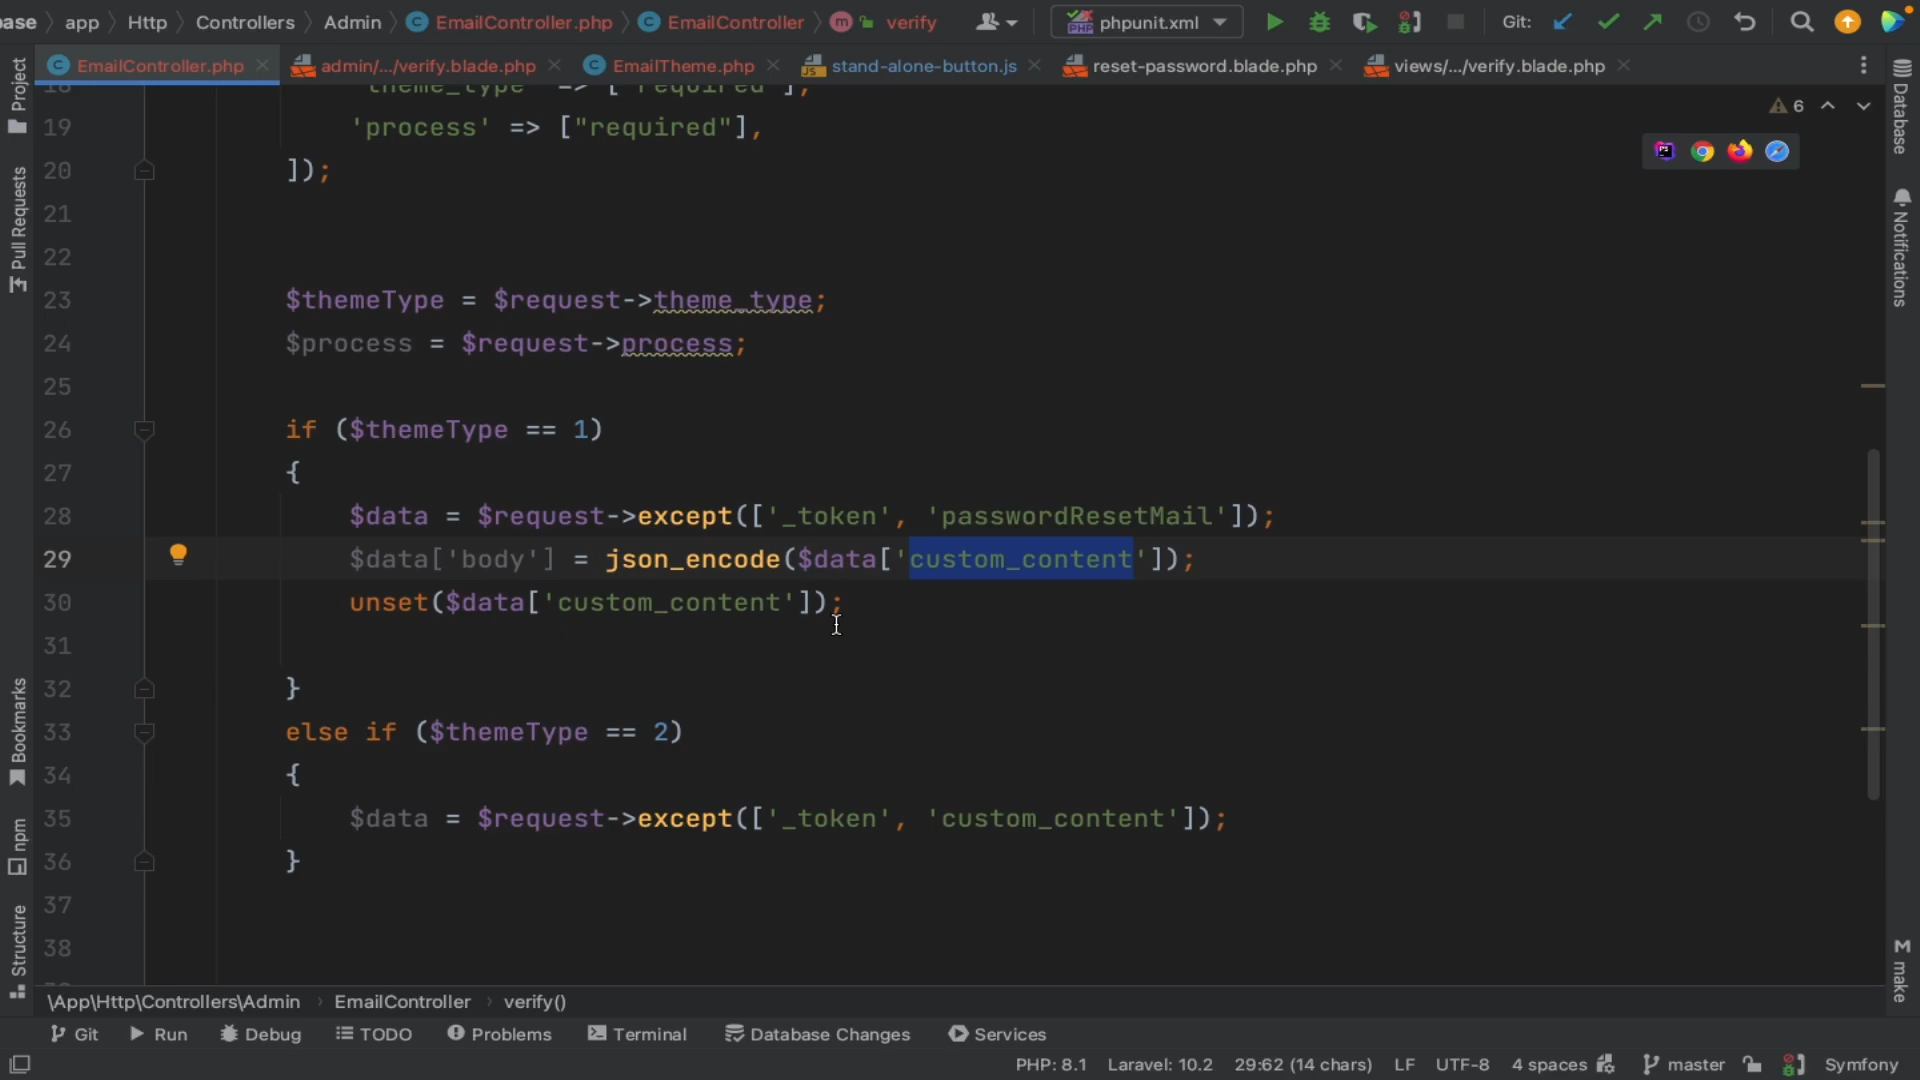 ase > app > Http > Controllers > Admin > EmailController.php > EmailController > verify
phpunit.xml
Git:
EmailController.php
admin/.../verify.blade.php
EmailTheme.php
stand-alone-button.js
reset-password.blade.php
views/.../verify.blade.php
6
18 'theme_type' => ["required"],
19 'process' => ["required"],
20 ]);
21
22
23 $themeType = $request->theme_type;
24 $process = $request->process;
25
26 if ($themeType == 1)
27 {
28 $data = $request->except(['_token', 'passwordResetMail']);
29 $data['body'] = json_encode($data['custom_content']);
30 unset($data['custom_content']);
31
32 }
33 else if ($themeType == 2)
34 {
35 $data = $request->except(['_token', 'custom_content']);
36 }
37
38
Project
Pull Requests
Bookmarks
npm
Structure
Database
Notifications
make
\App\Http\Controllers\Admin > EmailController > verify()
Git Run Debug TODO Problems Terminal Database Changes Services
PHP: 8.1 Laravel: 10.2 29:62 (14 chars) LF UTF-8 4 spaces master Symfony